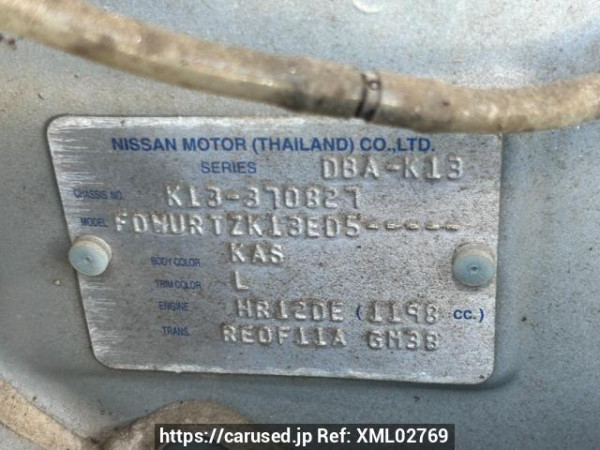 NISSAN MOTOR (THAILAND) CO.,LTD.
SERIES DBA-K13
CHASSIS NO. K13-370827
MODEL FDWURTZK13ED5-----
BODY COLOR KAS
TRIM COLOR L
ENGINE HR12DE (1198 cc.)
TRANS. RE0F11A GM38
https://carused.jp Ref: XML02769